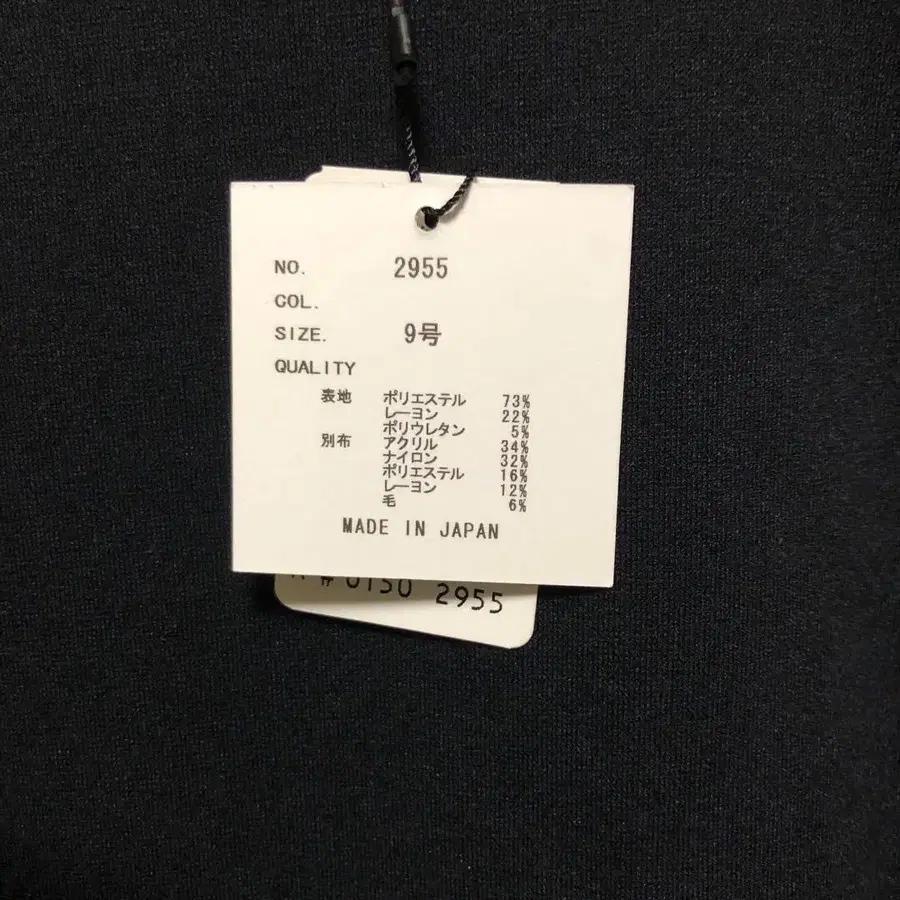 NO. 2955
COL.
SIZE. 9号
QUALITY
表地 ポリエステル 73%
レーヨン 22%
ポリウレタン 5%
別布 アクリル 34%
ナイロン 32%
ポリエステル 16%
レーヨン 12%
毛 6%
MADE IN JAPAN
# 0150 2955